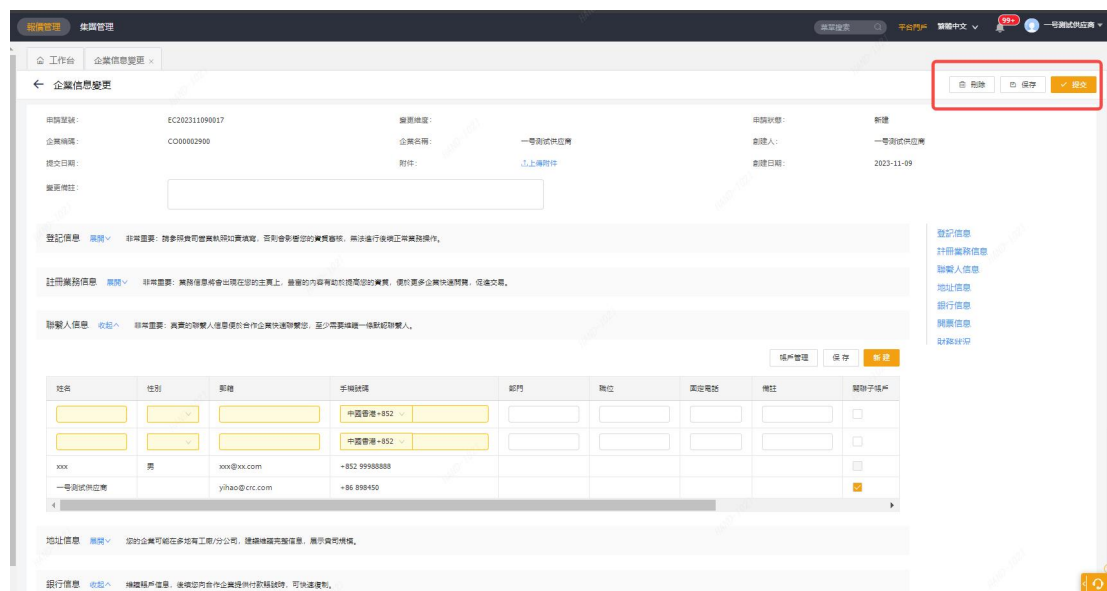 報價管理 集團管理 菜單搜索 平台門戶 繁體中文 99+ 一号测试供应商
工作台 企業信息變更 ×
← 企業信息變更 刪除 保存 提交
申請單號： EC202311090017 變更維度： 申請狀態： 新建
企業編碼： CO00002900 企業名稱： 一号测试供应商 創建人： 一号测试供应商
提交日期： 附件： 上傳附件 創建日期： 2023-11-09
變更備註：
登記信息 展開 非常重要：請參照貴司營業執照如實填寫，否則會影響您的資質審核，無法進行後續正常業務操作。
註冊業務信息 展開 非常重要：業務信息將會出現在您的主頁上，豐富的內容有助於提高您的資質，便於更多企業快速閱覽，促進交易。
聯繫人信息 收起 非常重要：真實的聯繫人信息便於合作企業快速聯繫您，至少需要維護一條默認聯繫人。
登記信息
註冊業務信息
聯繫人信息
地址信息
銀行信息
開票信息
財務狀況
賬戶管理 保存 新建
姓名 性別 郵箱 手機號碼 部門 職位 固定電話 備註 關聯子賬戶
中國香港+852
中國香港+852
xxx 男 xxx@xx.com +852 99988888
一号测试供应商 yihao@crc.com +86 898450
地址信息 展開 您的企業可能在多地有工廠/分公司，建議維護完整信息，展示貴司規模。
銀行信息 收起 維護賬戶信息，後續您向合作企業提供付款賬號時，可快速復制。